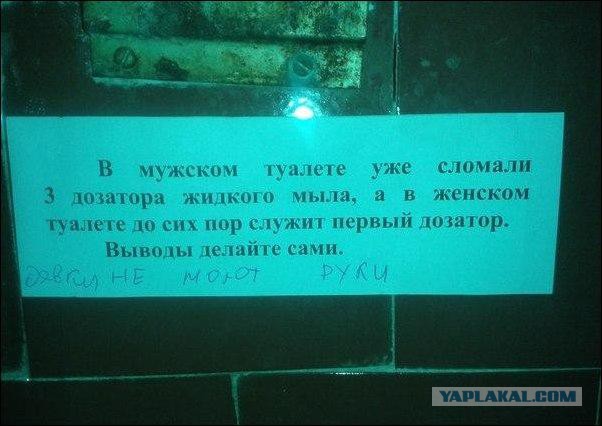 В мужском туалете уже сломали
3 дозатора жидкого мыла, а в женском
туалете до сих пор служит первый дозатор.
Выводы делайте сами.
НЕ МОЮТ РУКИ
YAPLAKAL.COM